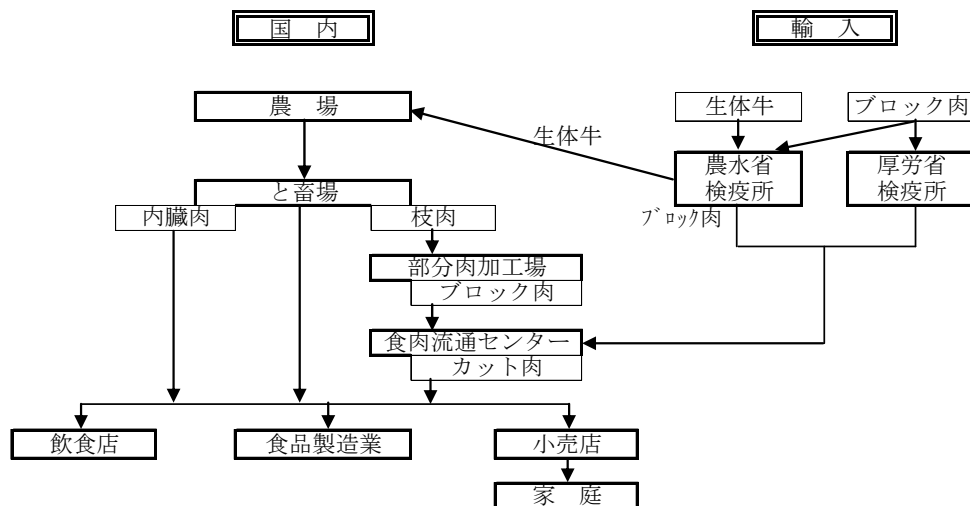 国 内
輸 入
農 場
生体牛
ブロック肉
生体牛
農水省
検疫所
厚労省
検疫所
と畜場
内臓肉
枝肉
ブロック肉
部分肉加工場
ブロック肉
食肉流通センター
カット肉
飲食店
食品製造業
小売店
家 庭